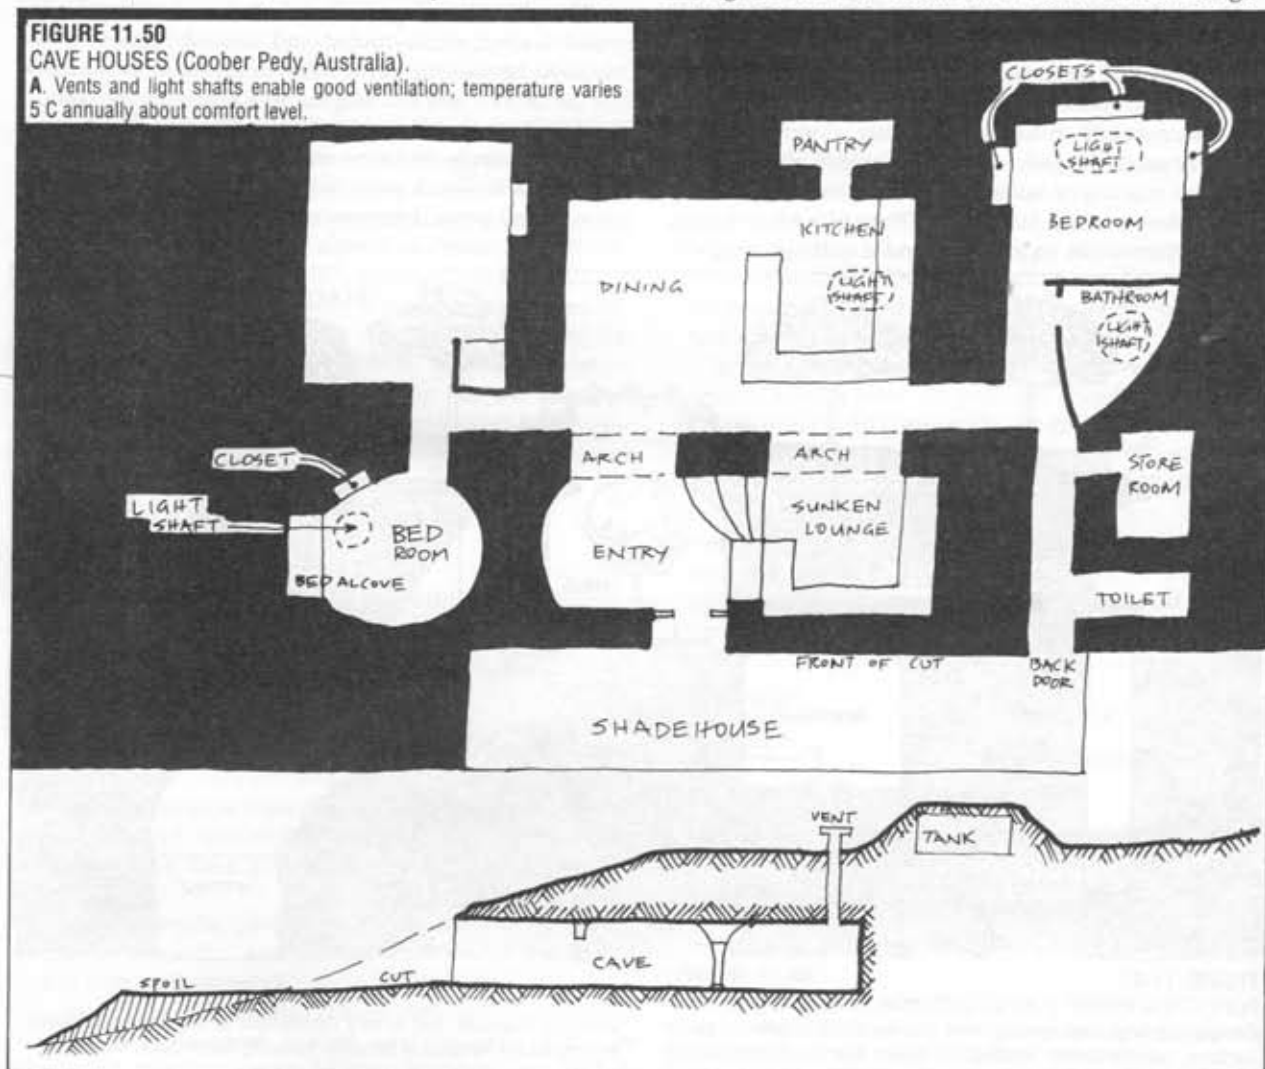 FIGURE 11.50
CAVE HOUSES (Coober Pedy, Australia).
A. Vents and light shafts enable good ventilation; temperature varies
5 C annually about comfort level.
CLOSETS
PANTRY
LIGHT
SHAFT
KITCHEN
BEDROOM
DINING
LIGHT
SHAFT
BATHROOM
LIGHT
SHAFT
CLOSET
ARCH
ARCH
STORE
ROOM
LIGHT
SHAFT
BED
ROOM
SUNKEN
LOUNGE
ENTRY
BED ALCOVE
TOILET
FRONT OF CUT
BACK
DOOR
SHADEHOUSE
VENT
TANK
CAVE
SPOIL
CUT